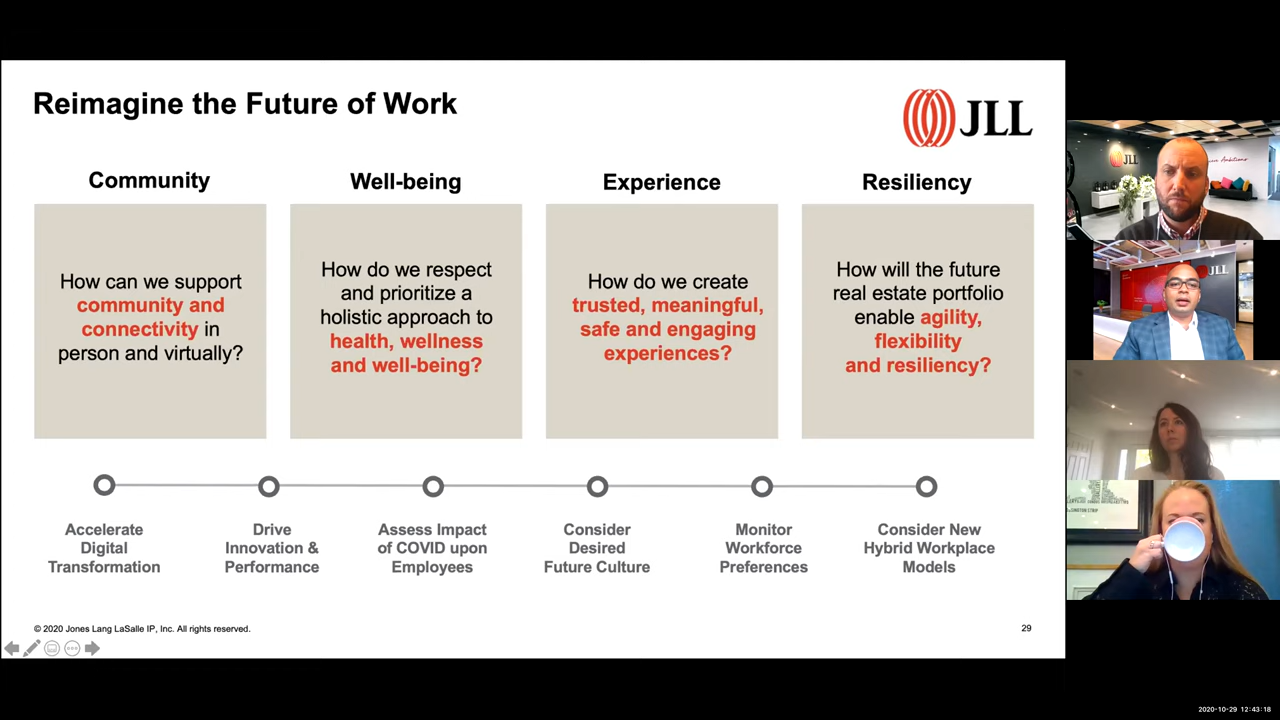 Reimagine the Future of Work
JLL
Community
Well-being
Experience
Resiliency
How can we support
community and
connectivity in
person and virtually?
How do we respect
and prioritize a
holistic approach to
health, wellness
and well-being?
How do we create
trusted, meaningful,
safe and engaging
experiences?
How will the future
real estate portfolio
enable agility,
flexibility
and resiliency?
Accelerate
Digital
Transformation
Drive
Innovation &
Performance
Assess Impact
of COVID upon
Employees
Consider
Desired
Future Culture
Monitor
Workforce
Preferences
Consider New
Hybrid Workplace
Models
© 2020 Jones Lang LaSalle IP, Inc. All rights reserved.
29
JLL
Ambitions
JLL
2020-10-29 12:43:18